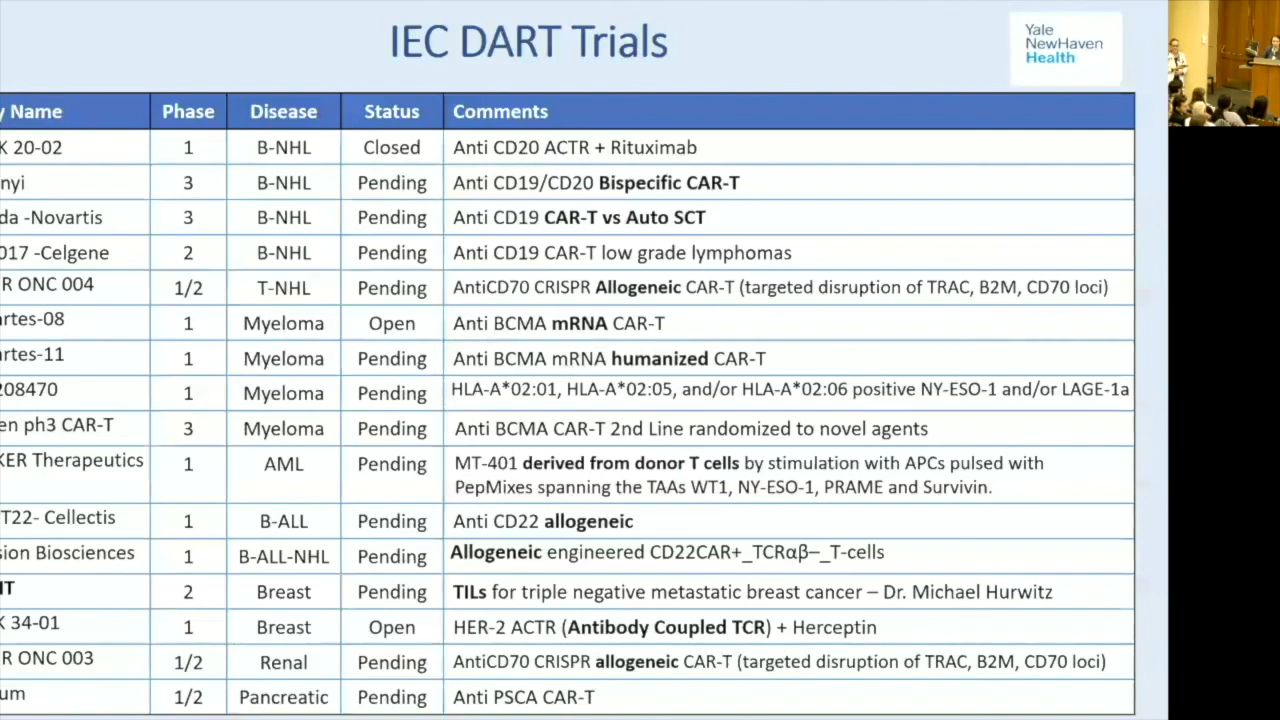 IEC DART Trials
Yale
NewHaven
Health
y Name Phase Disease Status Comments
K 20-02 1 B-NHL Closed Anti CD20 ACTR + Rituximab
nyi 3 B-NHL Pending Anti CD19/CD20 Bispecific CAR-T
da -Novartis 3 B-NHL Pending Anti CD19 CAR-T vs Auto SCT
017 -Celgene 2 B-NHL Pending Anti CD19 CAR-T low grade lymphomas
R ONC 004 1/2 T-NHL Pending AntiCD70 CRISPR Allogeneic CAR-T (targeted disruption of TRAC, B2M, CD70 loci)
artes-08 1 Myeloma Open Anti BCMA mRNA CAR-T
artes-11 1 Myeloma Pending Anti BCMA mRNA humanized CAR-T
208470 1 Myeloma Pending HLA-A*02:01, HLA-A*02:05, and/or HLA-A*02:06 positive NY-ESO-1 and/or LAGE-1a
en ph3 CAR-T 3 Myeloma Pending Anti BCMA CAR-T 2nd Line randomized to novel agents
KER Therapeutics 1 AML Pending MT-401 derived from donor T cells by stimulation with APCs pulsed with
PepMixes spanning the TAAs WT1, NY-ESO-1, PRAME and Survivin.
T22- Cellectis 1 B-ALL Pending Anti CD22 allogeneic
sion Biosciences 1 B-ALL-NHL Pending Allogeneic engineered CD22CAR+_TCRαβ–_T-cells
IT 2 Breast Pending TILs for triple negative metastatic breast cancer – Dr. Michael Hurwitz
K 34-01 1 Breast Open HER-2 ACTR (Antibody Coupled TCR) + Herceptin
R ONC 003 1/2 Renal Pending AntiCD70 CRISPR allogeneic CAR-T (targeted disruption of TRAC, B2M, CD70 loci)
um 1/2 Pancreatic Pending Anti PSCA CAR-T